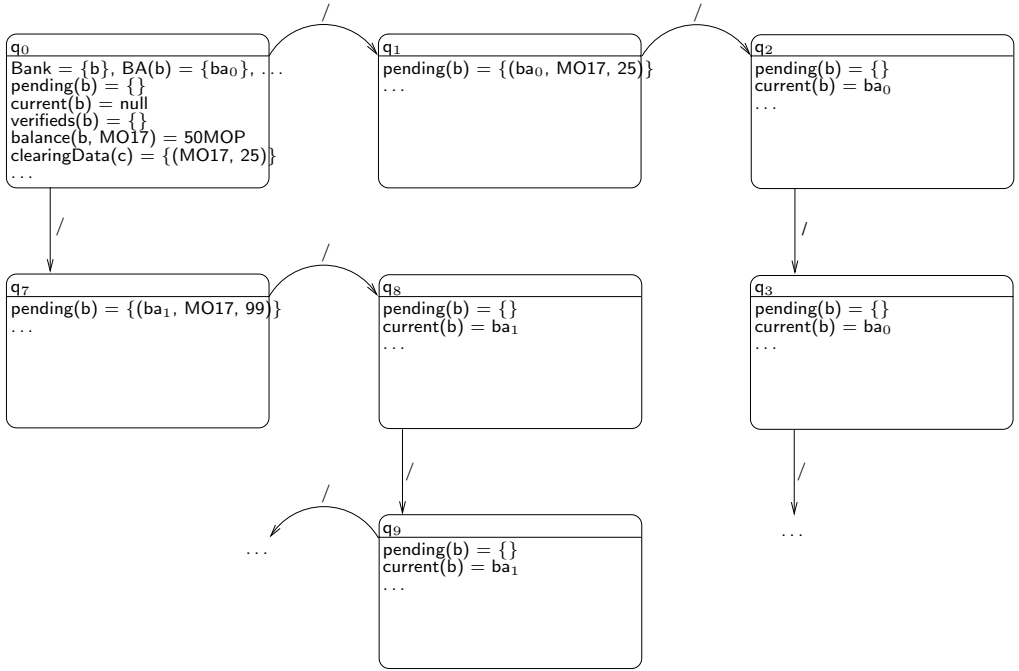 /
/
q₀
Bank = {b}, BA(b) = {ba₀}, ...
pending(b) = {}
current(b) = null
verifieds(b) = {}
balance(b, MO17) = 50MOP
clearingData(c) = {(MO17, 25)}
...
q₁
pending(b) = {(ba₀, MO17, 25)}
...
q₂
pending(b) = {}
current(b) = ba₀
...
/
/
/
q₇
pending(b) = {(ba₁, MO17, 99)}
...
q₈
pending(b) = {}
current(b) = ba₁
...
q₃
pending(b) = {}
current(b) = ba₀
...
/
/
/
...
q₉
pending(b) = {}
current(b) = ba₁
...
...